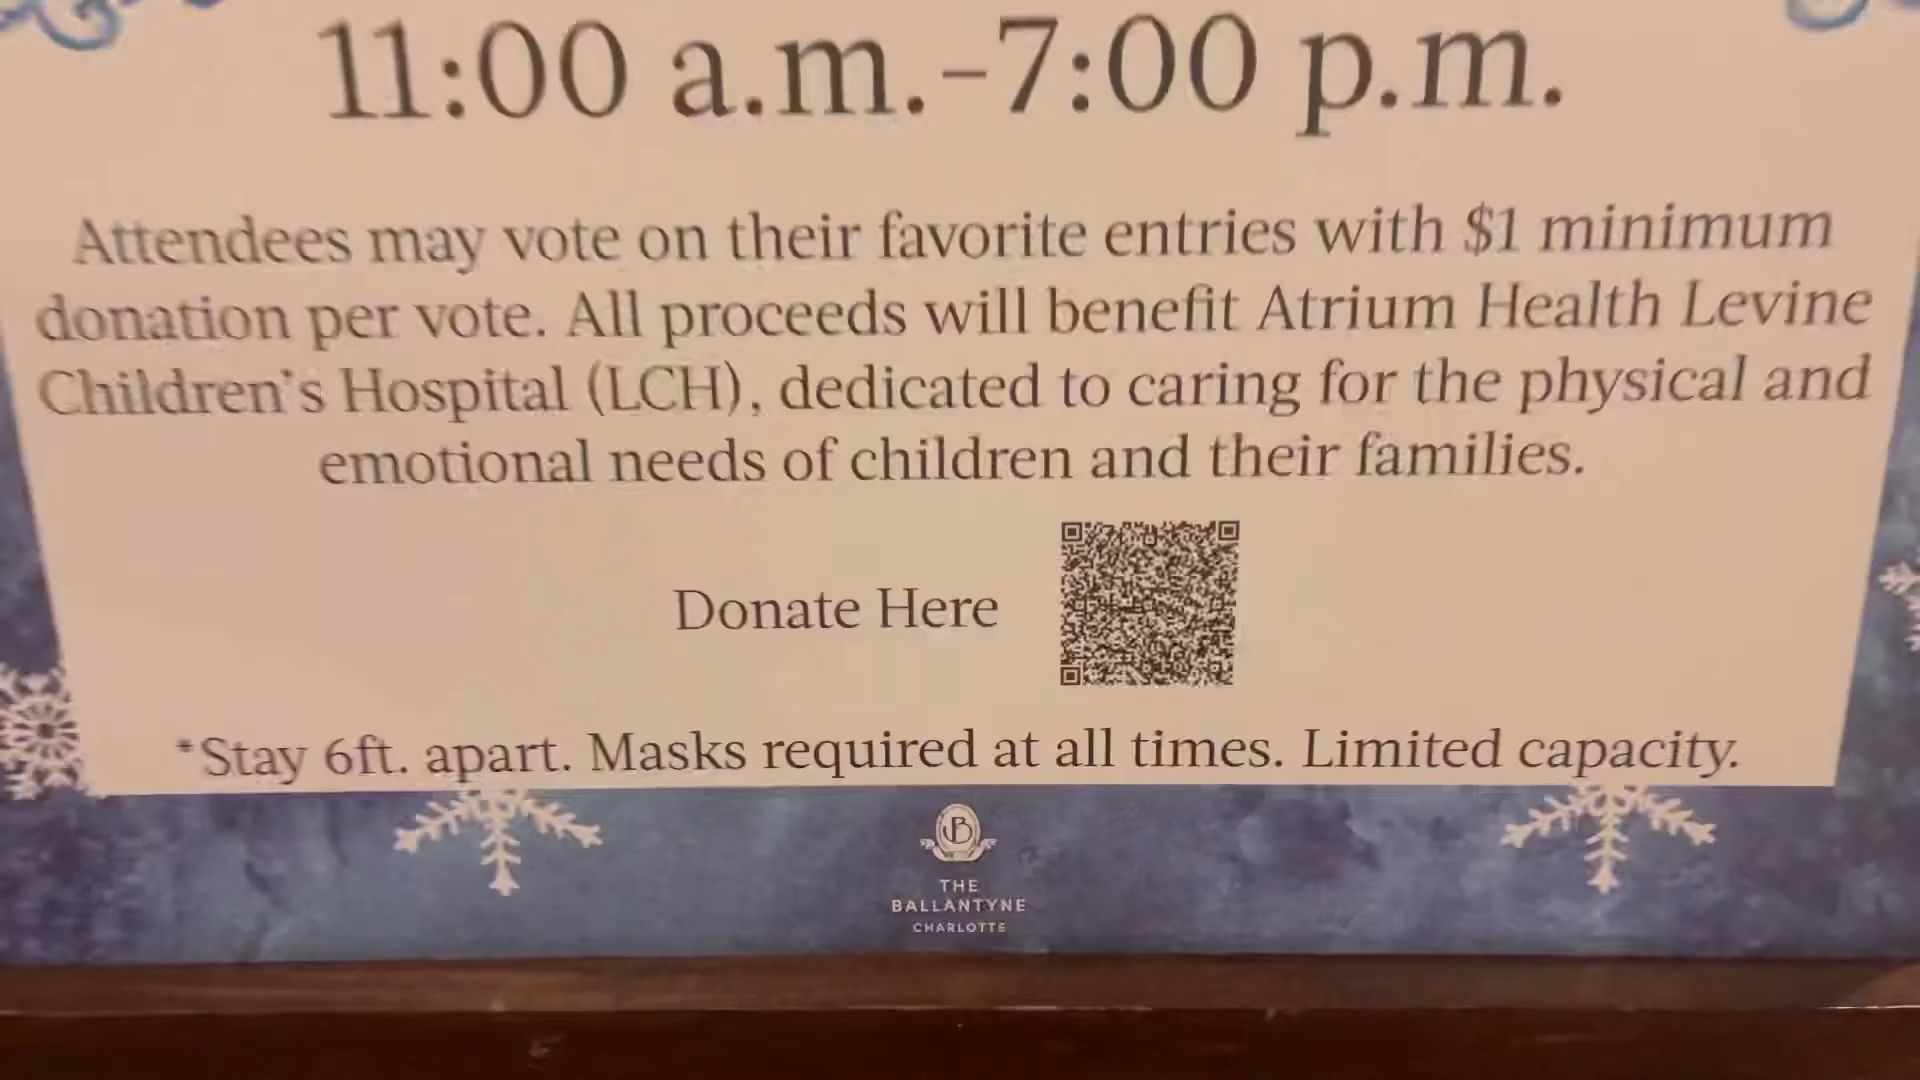 11:00 a.m.-7:00 p.m.
Attendees may vote on their favorite entries with $1 minimum
donation per vote. All proceeds will benefit Atrium Health Levine
Children's Hospital (LCH), dedicated to caring for the physical and
emotional needs of children and their families.
Donate Here
*Stay 6ft. apart. Masks required at all times. Limited capacity.
B
THE
BALLANTYNE
CHARLOTTE